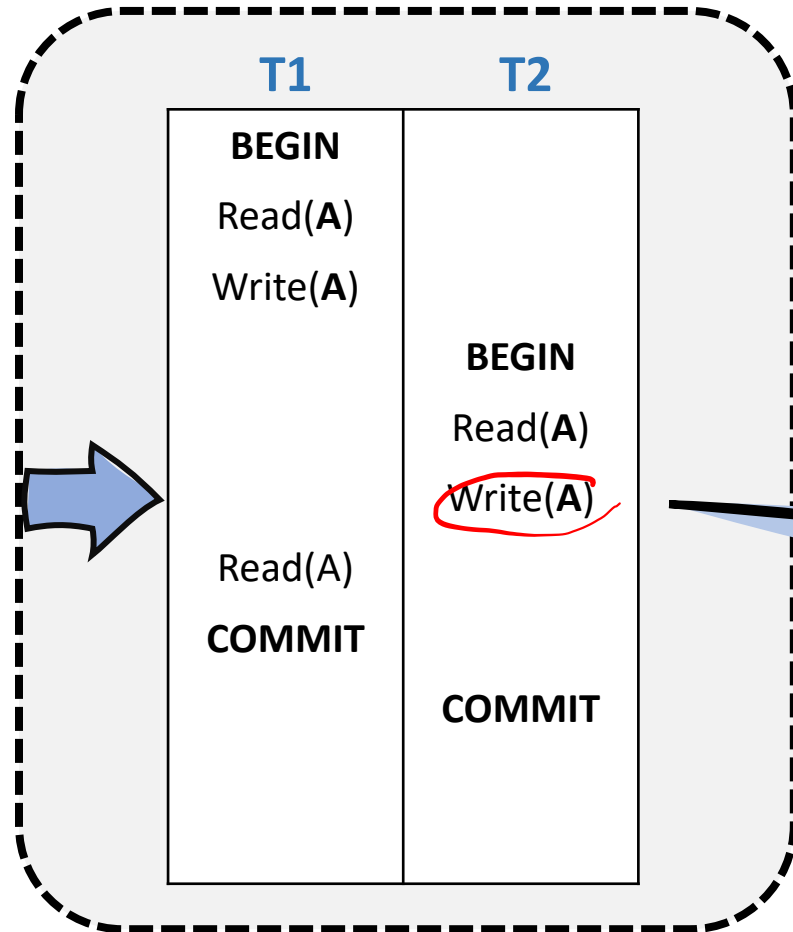 T1 T2
BEGIN
Read(A)
Write(A)
BEGIN
Read(A)
Write(A)
Read(A)
COMMIT
COMMIT